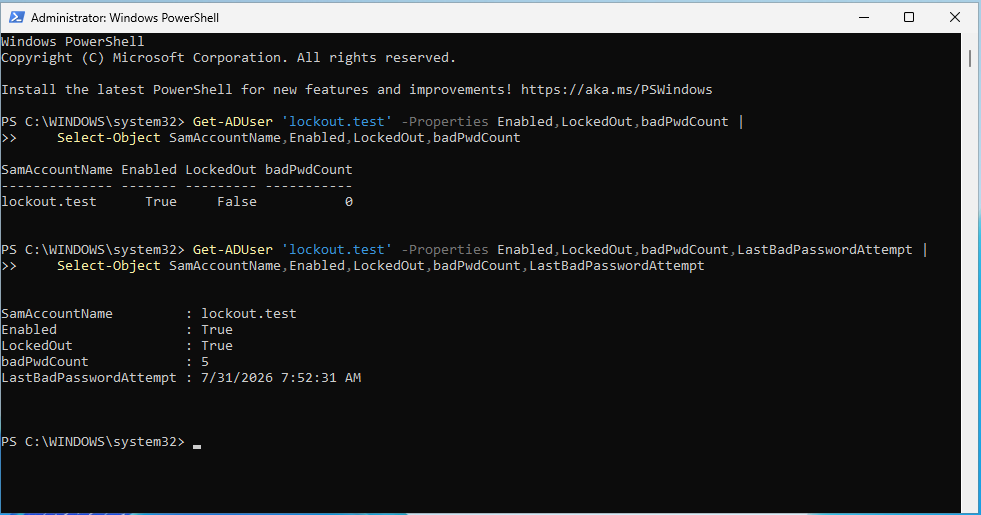 Administrator: Windows PowerShell
Windows PowerShell
Copyright (C) Microsoft Corporation. All rights reserved.
Install the latest PowerShell for new features and improvements! https://aka.ms/PSWindows
PS C:\WINDOWS\system32> Get-ADUser 'lockout.test' -Properties Enabled,LockedOut,badPwdCount |
>>     Select-Object SamAccountName,Enabled,LockedOut,badPwdCount
SamAccountName Enabled LockedOut badPwdCount
-------------- ------- --------- -----------
lockout.test      True     False           0
PS C:\WINDOWS\system32> Get-ADUser 'lockout.test' -Properties Enabled,LockedOut,badPwdCount,LastBadPasswordAttempt |
>>     Select-Object SamAccountName,Enabled,LockedOut,badPwdCount,LastBadPasswordAttempt
SamAccountName         : lockout.test
Enabled                : True
LockedOut              : True
badPwdCount            : 5
LastBadPasswordAttempt : 7/31/2026 7:52:31 AM
PS C:\WINDOWS\system32>